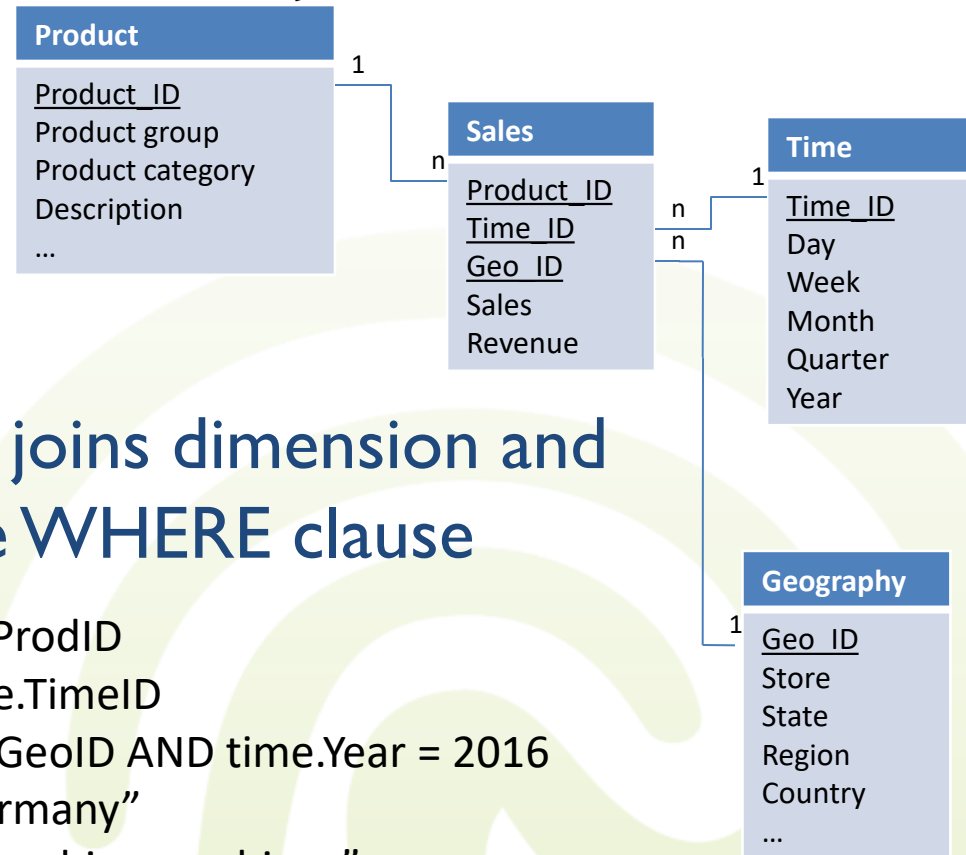 Product
Product_ID
Product group
Product category
Description
...
1
n
Sales
Product_ID
Time_ID
Geo_ID
Sales
Revenue
n
n
1
Time
Time_ID
Day
Week
Month
Quarter
Year
joins dimension and
WHERE clause
ProdID
e.TimeID
GeoID AND time.Year = 2016
rmany”
1
Geography
Geo_ID
Store
State
Region
Country
...